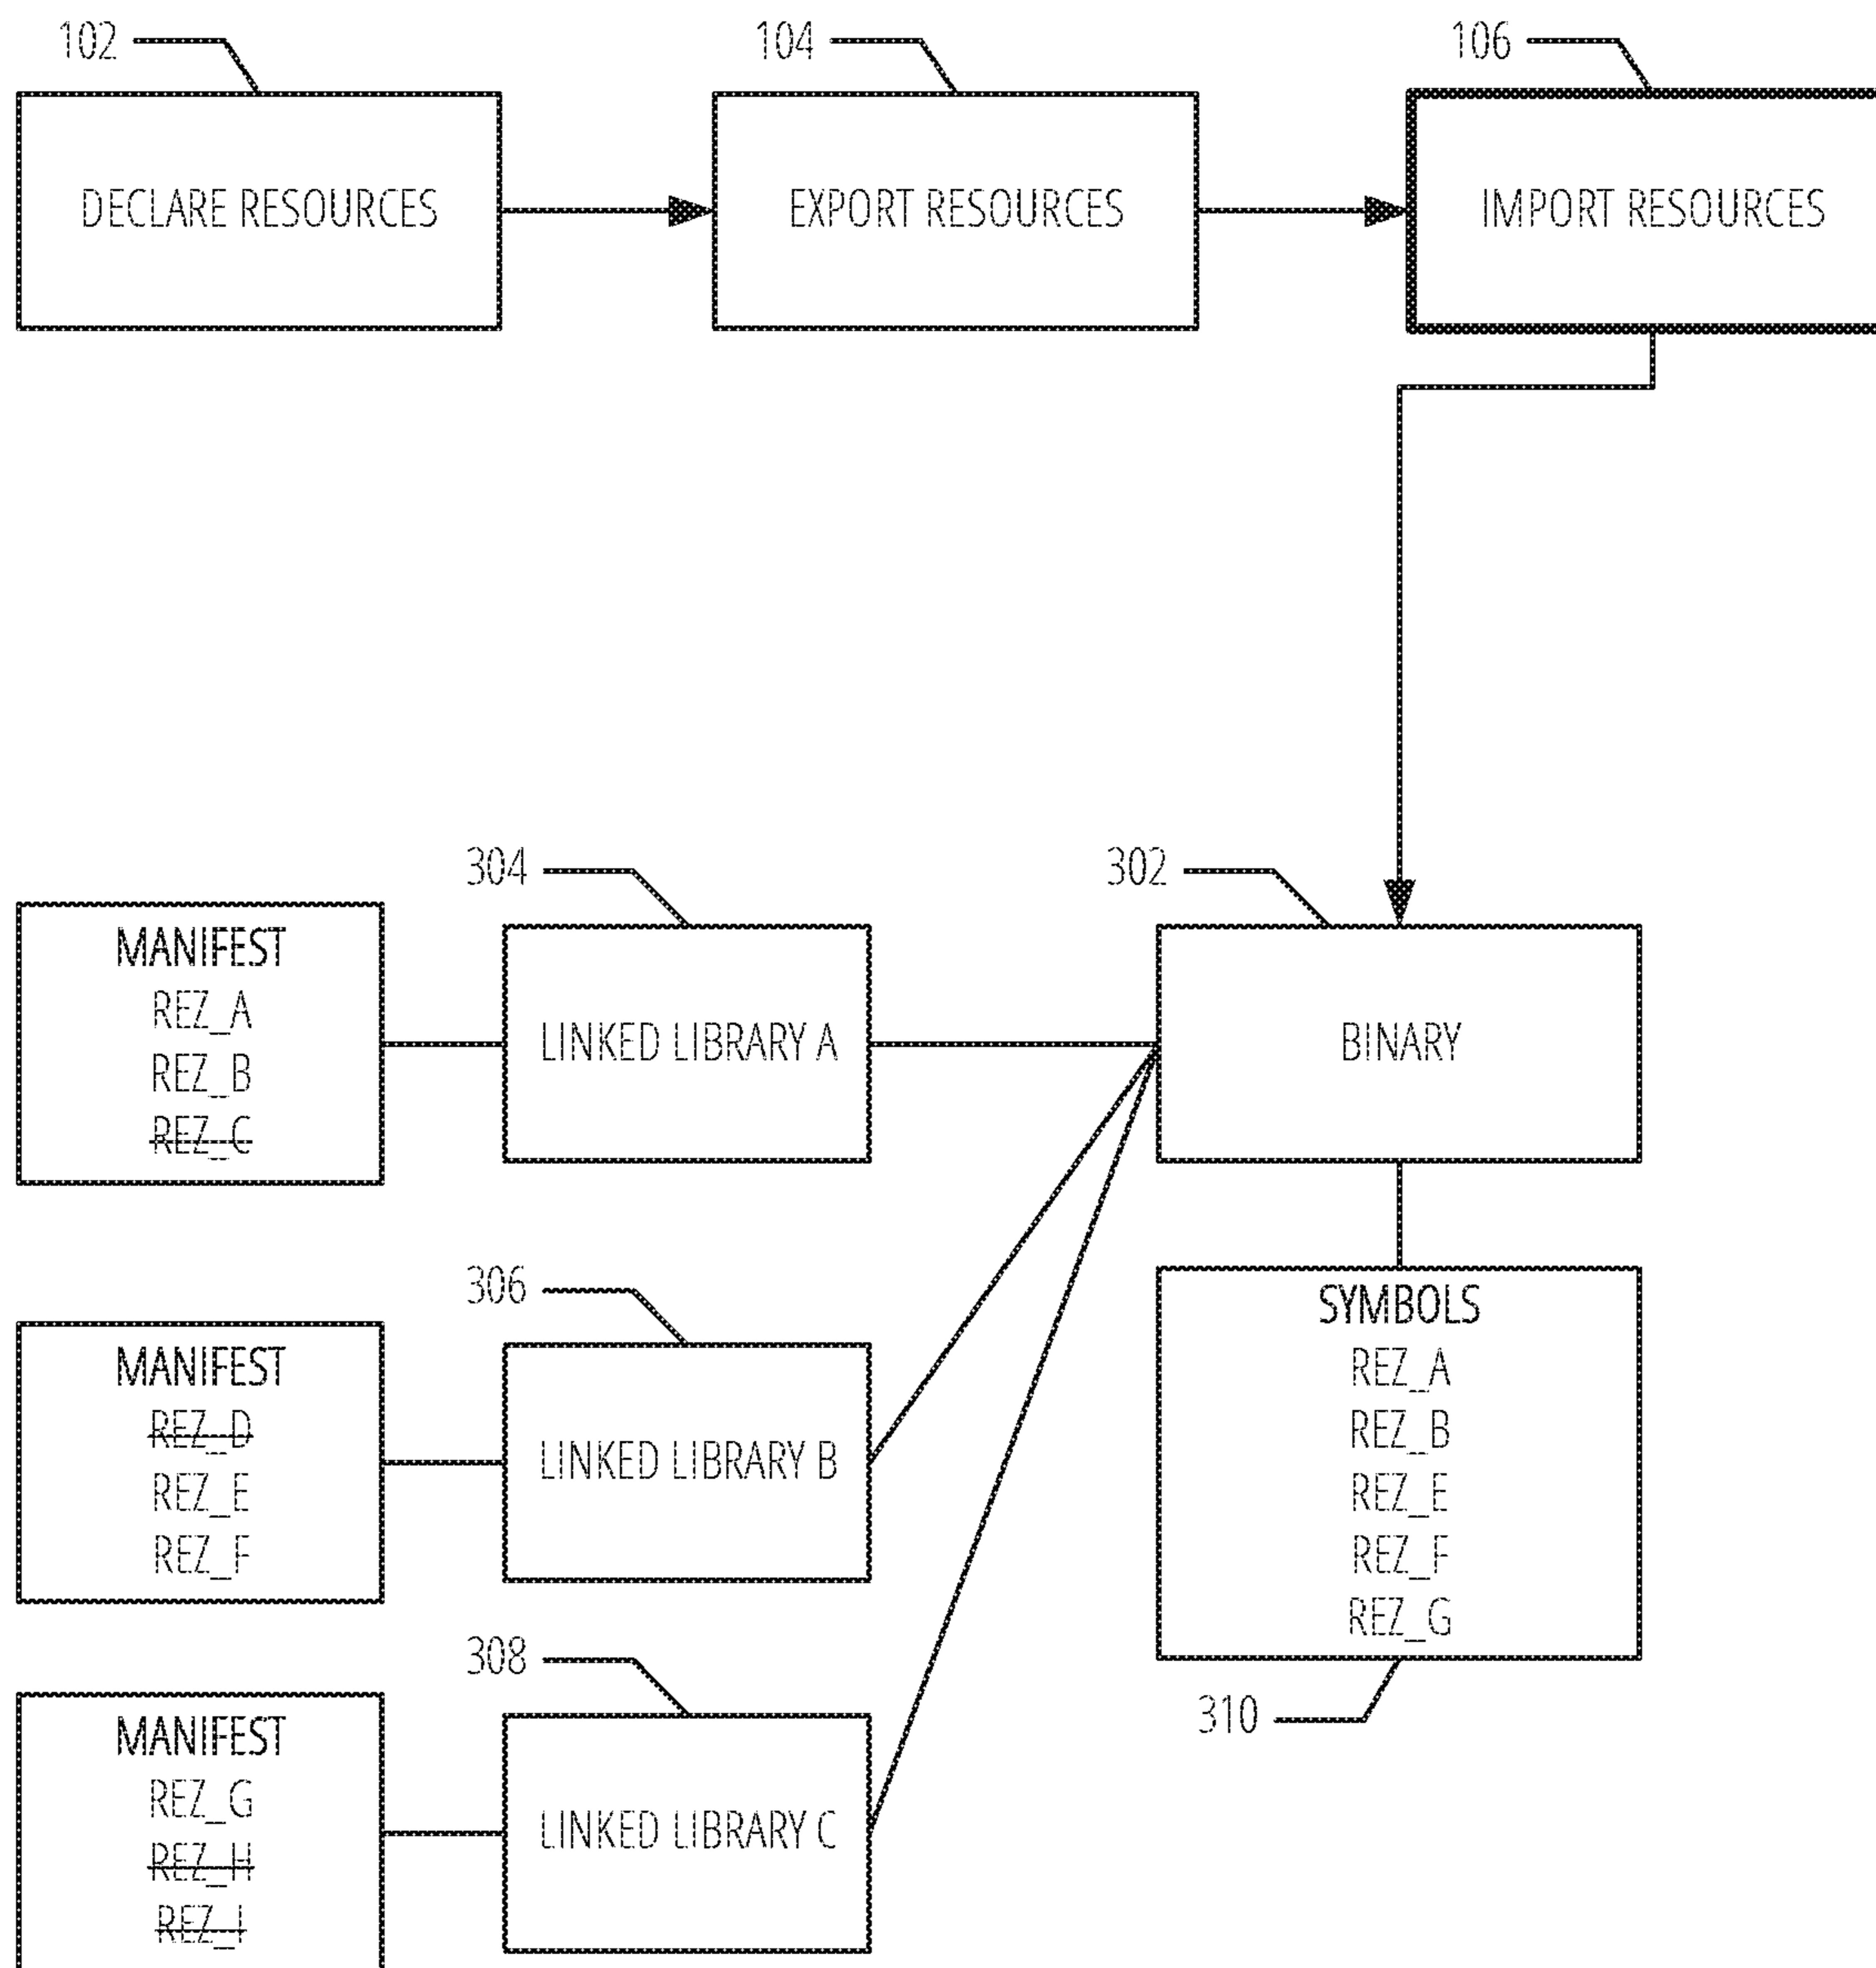 102
104
106
DECLARE RESOURCES
EXPORT RESOURCES
IMPORT RESOURCES
304
302
MANIFEST
REZ_A
REZ_B
REZ_C
LINKED LIBRARY A
BINARY
306
MANIFEST
REZ_D
REZ_E
REZ_F
LINKED LIBRARY B
SYMBOLS
REZ_A
REZ_B
REZ_E
REZ_F
REZ_G
310
308
MANIFEST
REZ_G
REZ_H
REZ_I
LINKED LIBRARY C